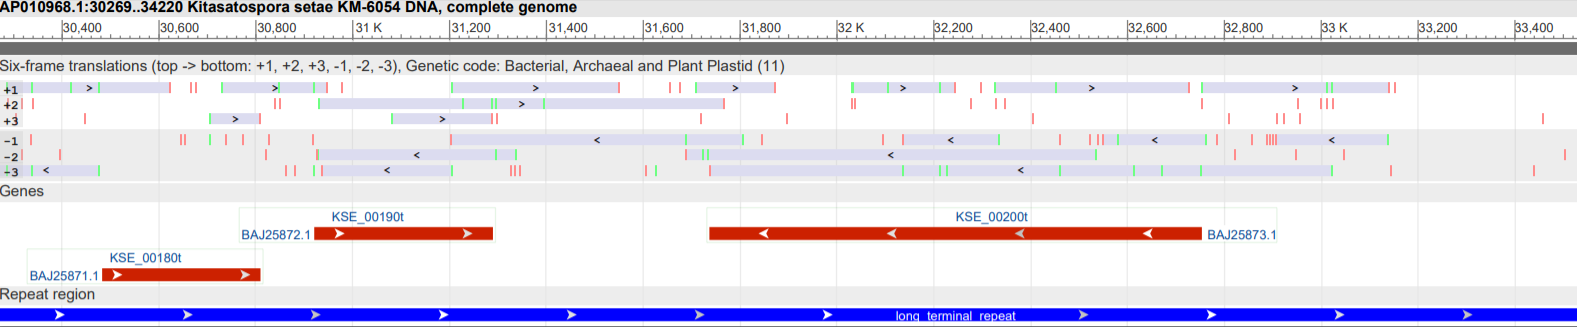 AP010968.1:30269..34220 Kitasatospora setae KM-6054 DNA, complete genome
30,400 30,600 30,800 31 K 31,200 31,400 31,600 31,800 32 K 32,200 32,400 32,600 32,800 33 K 33,200 33,400
Six-frame translations (top -> bottom: +1, +2, +3, -1, -2, -3), Genetic code: Bacterial, Archaeal and Plant Plastid (11)
+1 > > > > > > >
+2 >
+3 > >
-1 < < < <
-2 < <
-3 < < <
Genes
KSE_00190t KSE_00200t
BAJ25872.1 BAJ25873.1
KSE_00180t
BAJ25871.1
Repeat region
long_terminal_repeat